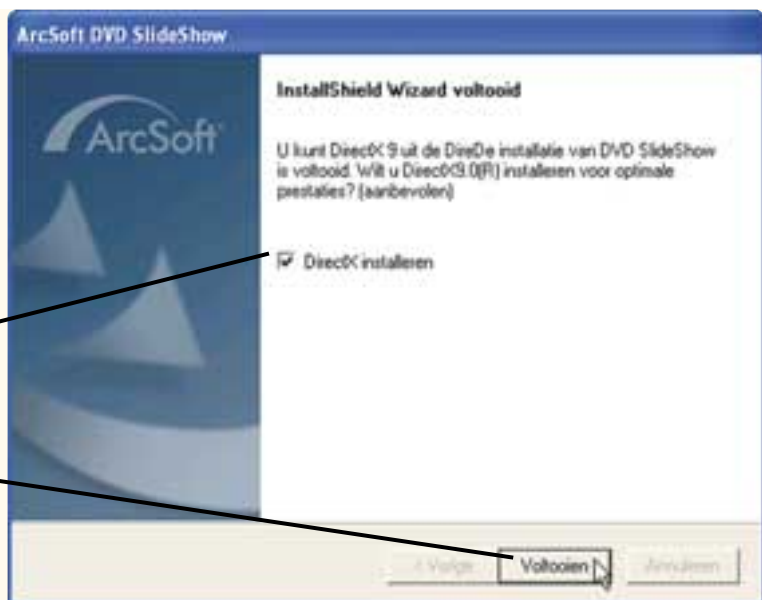 ArcSoft DVD SlideShow
ArcSoft
InstallShield Wizard voltooid
U kunt DirectX 9 uit de DireDe installatie van DVD SlideShow
is voltooid. Wilt u DirectX9.0(R) installeren voor optimale
prestaties? (aanbevolen)
DirectX installeren
< Vorige
Voltooien
Annuleren